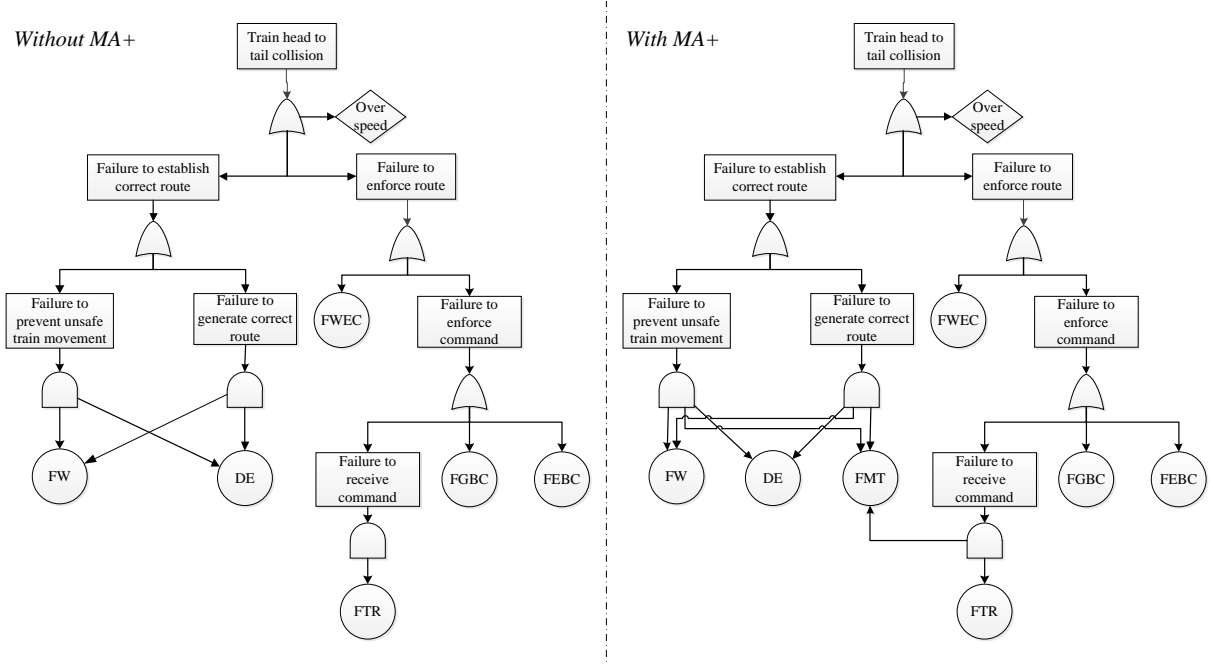 Without MA+
Train head to
tail collision
Over
speed
Failure to establish
correct route
Failure to
enforce route
Failure to
prevent unsafe
train movement
Failure to
generate correct
route
FWEC
Failure to
enforce
command
FW
DE
Failure to
receive
command
FGBC
FEBC
FTR
With MA+
Train head to
tail collision
Over
speed
Failure to establish
correct route
Failure to
enforce route
Failure to
prevent unsafe
train movement
Failure to
generate correct
route
FWEC
Failure to
enforce
command
FW
DE
FMT
Failure to
receive
command
FGBC
FEBC
FTR